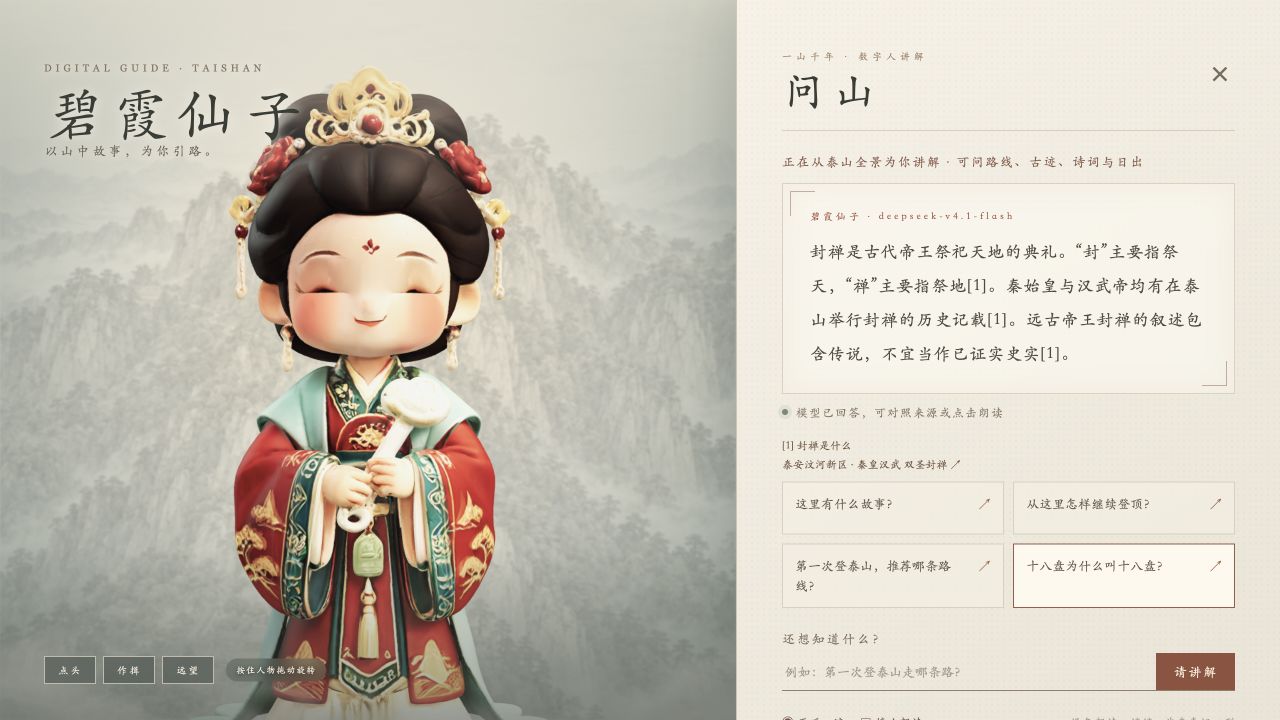 DIGITAL GUIDE · TAISHAN
碧霞仙子
以山中故事，为你引路。
点头
作揖
远望
按住人物拖动旋转
一山千年 · 数字人讲解
问山
正在从泰山全景为你讲解 · 可问路线、古迹、诗词与日出
碧霞仙子 · deepseek-v4.1-flash
封禅是古代帝王祭祀天地的典礼。“封”主要指祭
天，“禅”主要指祭地[1]。秦始皇与汉武帝均有在泰
山举行封禅的历史记载[1]。远古帝王封禅的叙述包
含传说，不宜当作已证实史实[1]。
模型已回答，可对照来源或点击朗读
[1] 封禅是什么
泰安汶河新区 · 秦皇汉武 双圣封禅 ↗
这里有什么故事？ ↗
从这里怎样继续登顶？ ↗
第一次登泰山，推荐哪条路
线？ ↗
十八盘为什么叫十八盘？ ↗
还想知道什么？
例如：第一次登泰山走哪条路？
请讲解